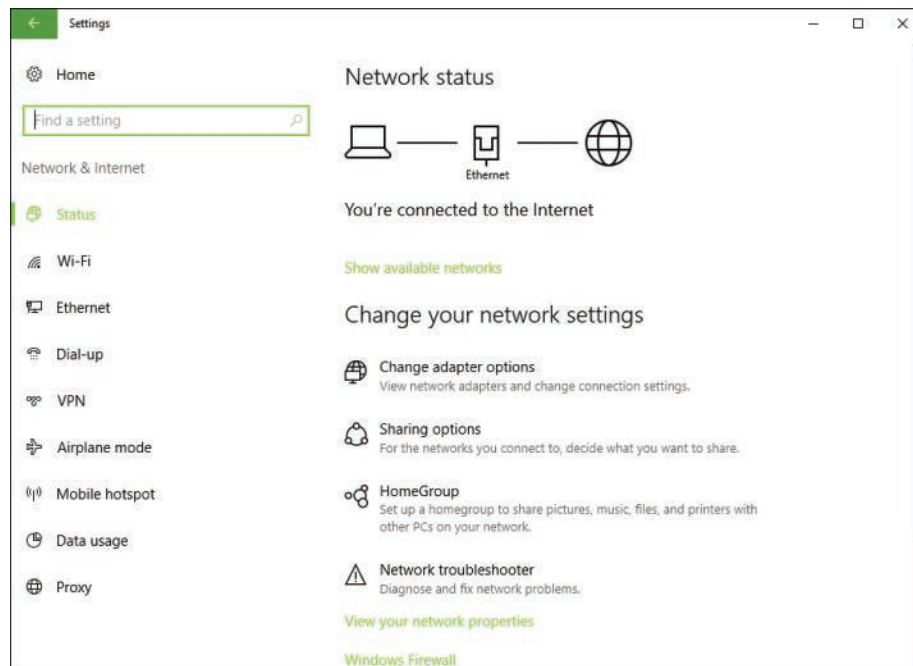 Settings
Home
Find a setting
Network & Internet
Status
Wi-Fi
Ethernet
Dial-up
VPN
Airplane mode
Mobile hotspot
Data usage
Proxy
Network status
Ethernet
You're connected to the Internet
Show available networks
Change your network settings
Change adapter options
View network adapters and change connection settings.
Sharing options
For the networks you connect to, decide what you want to share.
HomeGroup
Set up a homegroup to share pictures, music, files, and printers with
other PCs on your network.
Network troubleshooter
Diagnose and fix network problems.
View your network properties
Windows Firewall